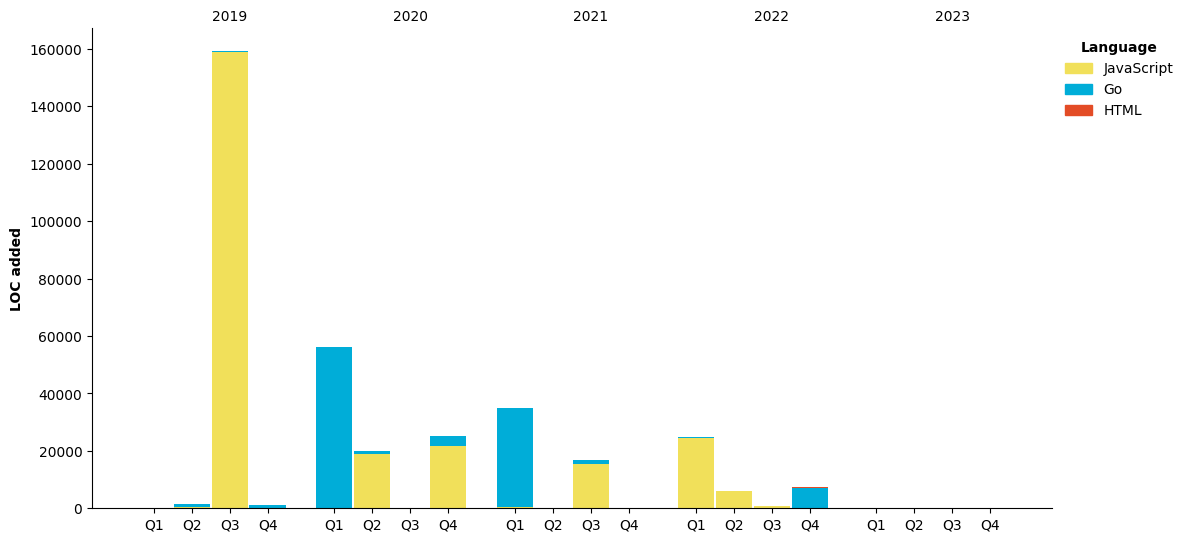 2019 2020 2021 2022 2023
Language
JavaScript
Go
HTML
LOC added
160000
140000
120000
100000
80000
60000
40000
20000
0
Q1 Q2 Q3 Q4 Q1 Q2 Q3 Q4 Q1 Q2 Q3 Q4 Q1 Q2 Q3 Q4 Q1 Q2 Q3 Q4